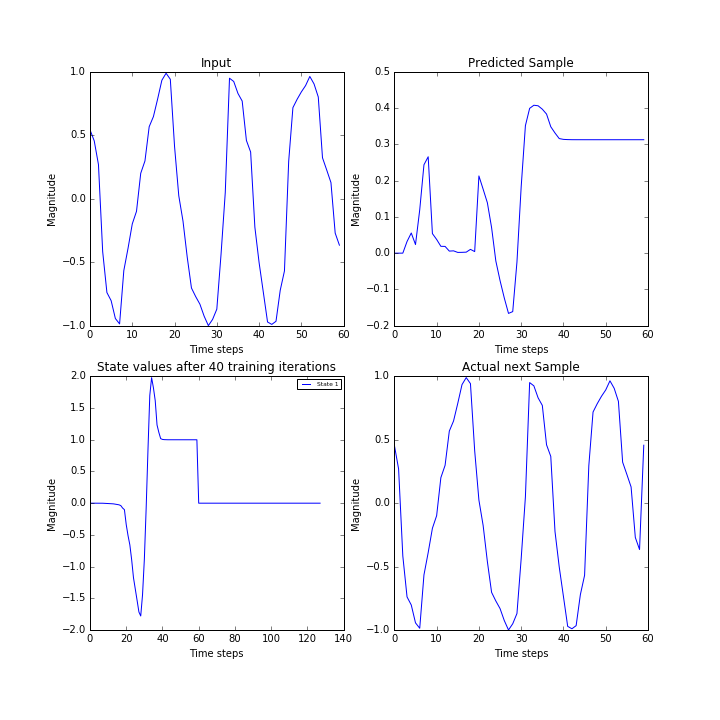 Input
Magnitude
1.0
0.5
0.0
−0.5
−1.0
0 10 20 30 40 50 60
Time steps
Predicted Sample
Magnitude
0.5
0.4
0.3
0.2
0.1
0.0
−0.1
−0.2
0 10 20 30 40 50 60
Time steps
State values after 40 training iterations
Magnitude
2.0
1.5
1.0
0.5
0.0
−0.5
−1.0
−1.5
−2.0
State 1
0 20 40 60 80 100 120 140
Time steps
Actual next Sample
Magnitude
1.0
0.5
0.0
−0.5
−1.0
0 10 20 30 40 50 60
Time steps